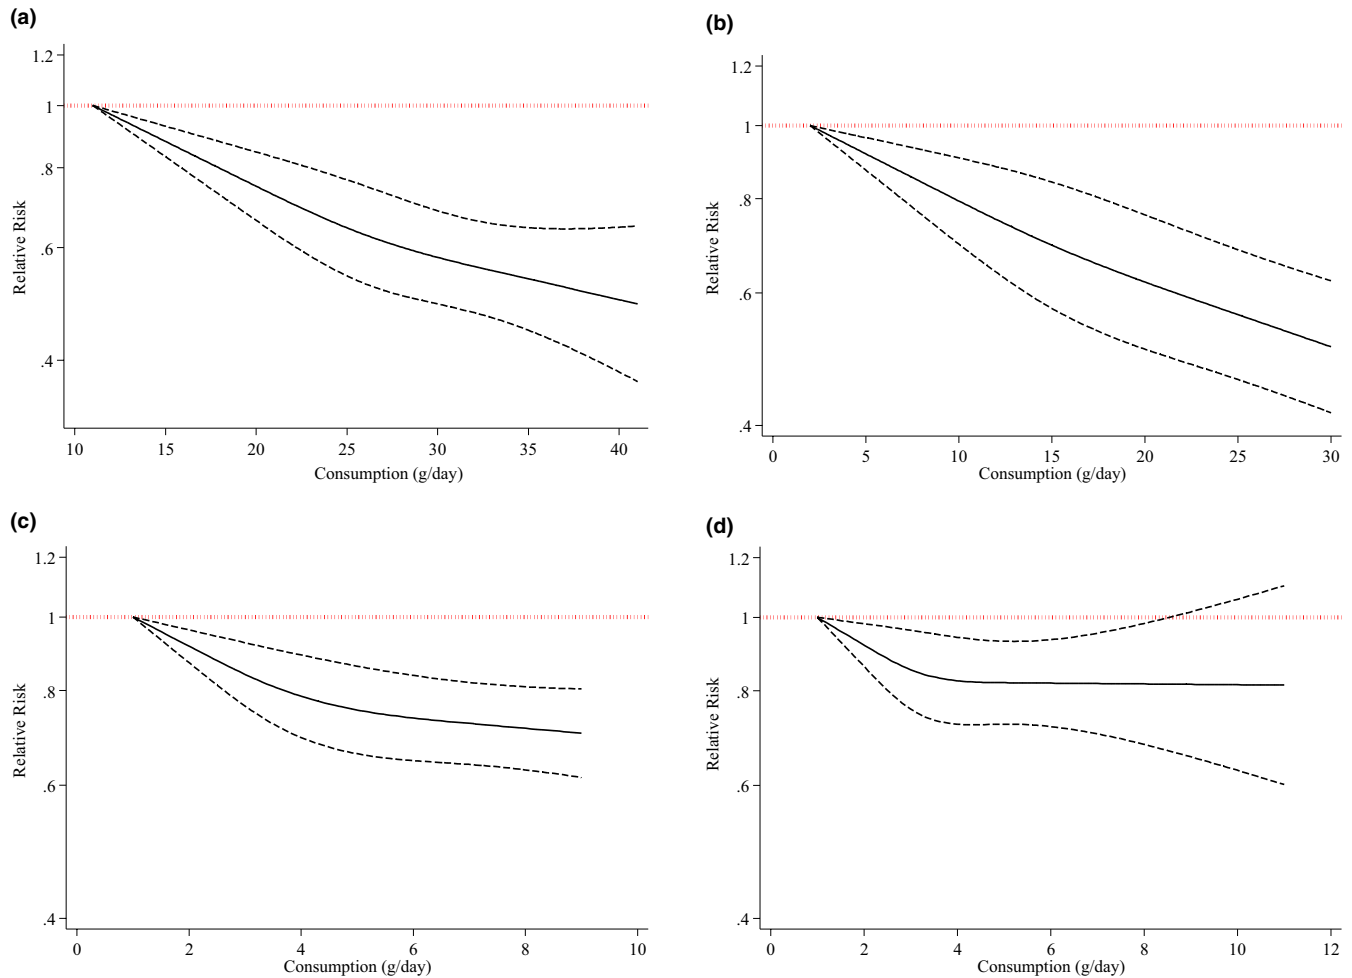 (a)
1.2
1
.8
.6
.4
Relative Risk
10 15 20 25 30 35 40
Consumption (g/day)
(b)
1.2
1
.8
.6
.4
Relative Risk
0 5 10 15 20 25 30
Consumption (g/day)
(c)
1.2
1
.8
.6
.4
Relative Risk
0 2 4 6 8 10
Consumption (g/day)
(d)
1.2
1
.8
.6
.4
Relative Risk
0 2 4 6 8 10 12
Consumption (g/day)